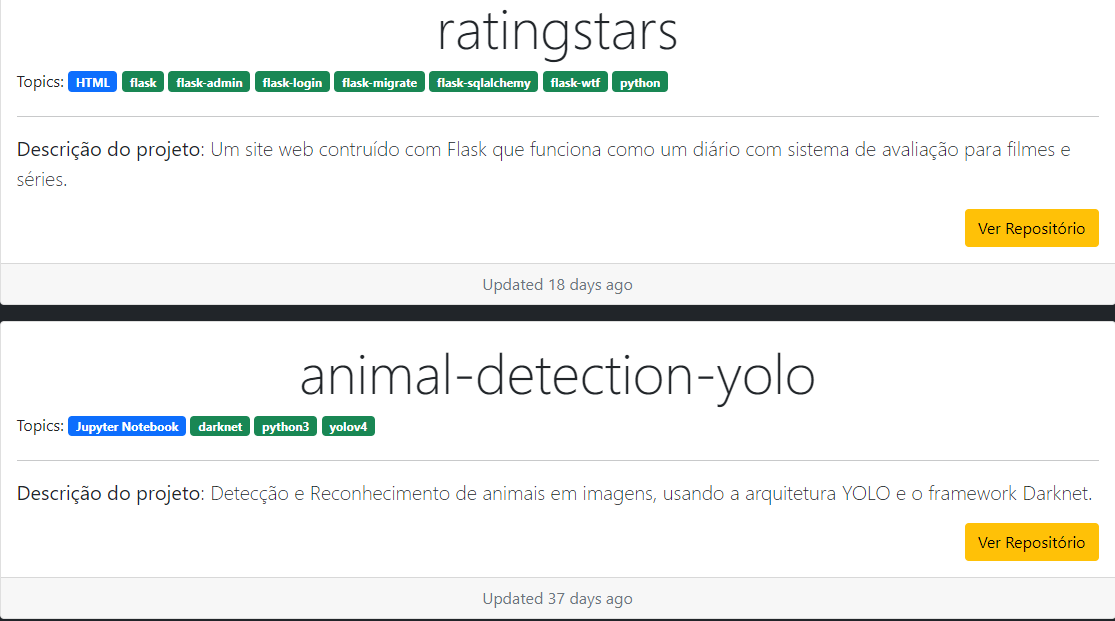 ratingstars
Topics: HTML flask flask-admin flask-login flask-migrate flask-sqlalchemy flask-wtf python
Descrição do projeto: Um site web contruído com Flask que funciona como um diário com sistema de avaliação para filmes e
séries.
Ver Repositório
Updated 18 days ago
animal-detection-yolo
Topics: Jupyter Notebook darknet python3 yolov4
Descrição do projeto: Detecção e Reconhecimento de animais em imagens, usando a arquitetura YOLO e o framework Darknet.
Ver Repositório
Updated 37 days ago